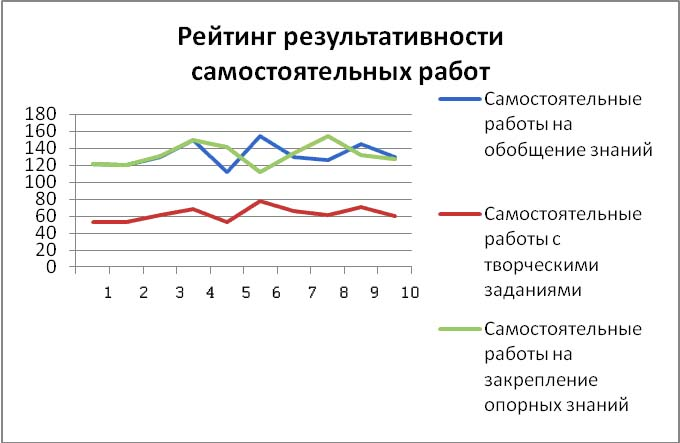 Рейтинг результативности
самостоятельных работ
180
160
140
120
100
80
60
40
20
0
1 2 3 4 5 6 7 8 9 10
Самостоятельные
работы на
обобщение знаний
Самостоятельные
работы с
творческими
заданиями
Самостоятельные
работы на
закрепление
опорных знаний